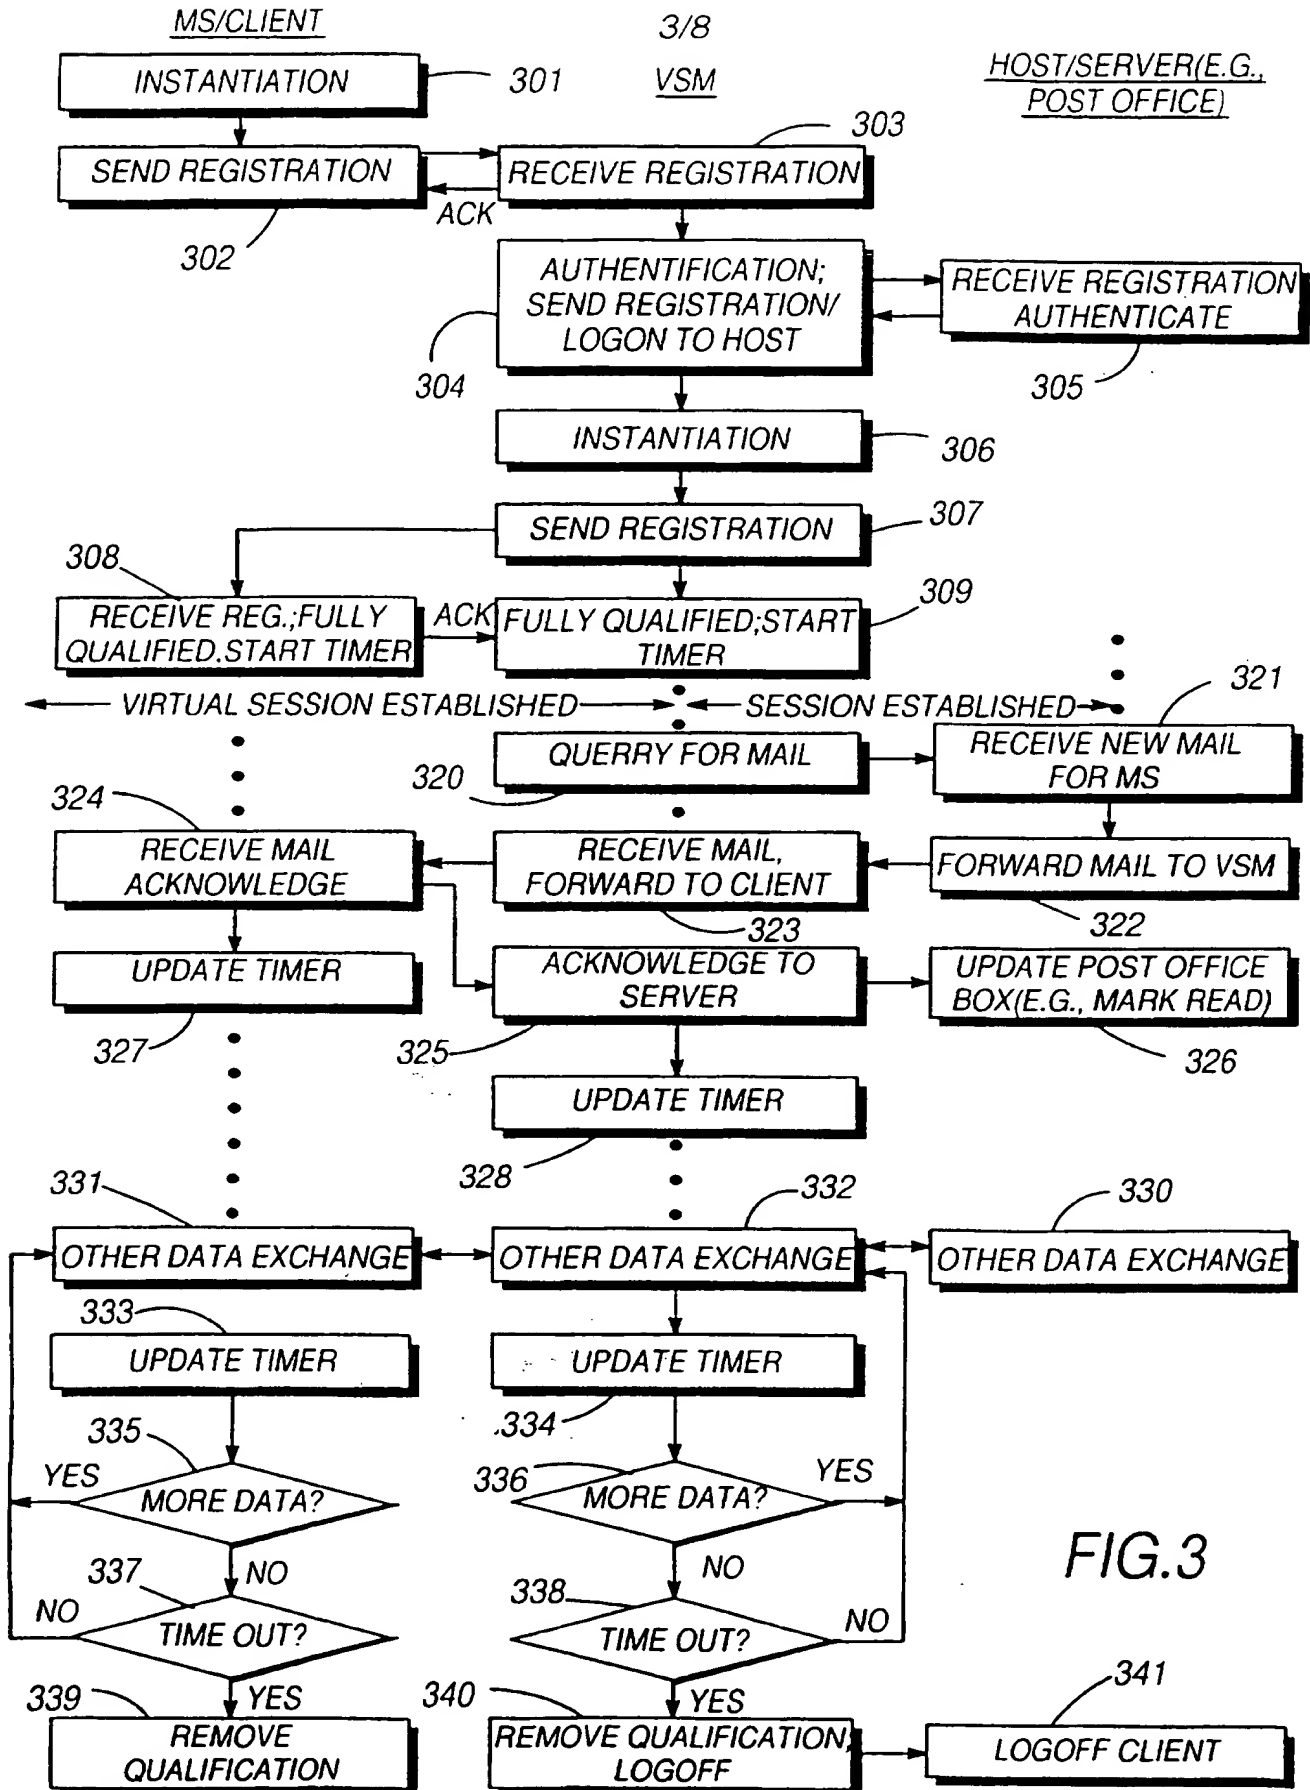 MS/CLIENT
3/8
VSM
HOST/SERVER(E.G.,
POST OFFICE)
INSTANTIATION
301
303
SEND REGISTRATION
RECEIVE REGISTRATION
ACK
302
AUTHENTIFICATION;
SEND REGISTRATION/
LOGON TO HOST
RECEIVE REGISTRATION
AUTHENTICATE
304
305
INSTANTIATION
306
SEND REGISTRATION
307
308
RECEIVE REG.;FULLY
QUALIFIED.START TIMER
ACK
FULLY QUALIFIED;START
TIMER
309
VIRTUAL SESSION ESTABLISHED
SESSION ESTABLISHED
321
QUERRY FOR MAIL
320
RECEIVE NEW MAIL
FOR MS
324
RECEIVE MAIL
ACKNOWLEDGE
RECEIVE MAIL,
FORWARD TO CLIENT
323
FORWARD MAIL TO VSM
322
UPDATE TIMER
327
ACKNOWLEDGE TO
SERVER
325
UPDATE POST OFFICE
BOX(E.G., MARK READ)
326
UPDATE TIMER
328
331
332
330
OTHER DATA EXCHANGE
OTHER DATA EXCHANGE
OTHER DATA EXCHANGE
333
UPDATE TIMER
UPDATE TIMER
334
335
YES
MORE DATA?
336
MORE DATA?
YES
NO
NO
337
NO
TIME OUT?
338
TIME OUT?
NO
FIG.3
YES
YES
339
REMOVE
QUALIFICATION
340
REMOVE QUALIFICATION,
LOGOFF
341
LOGOFF CLIENT